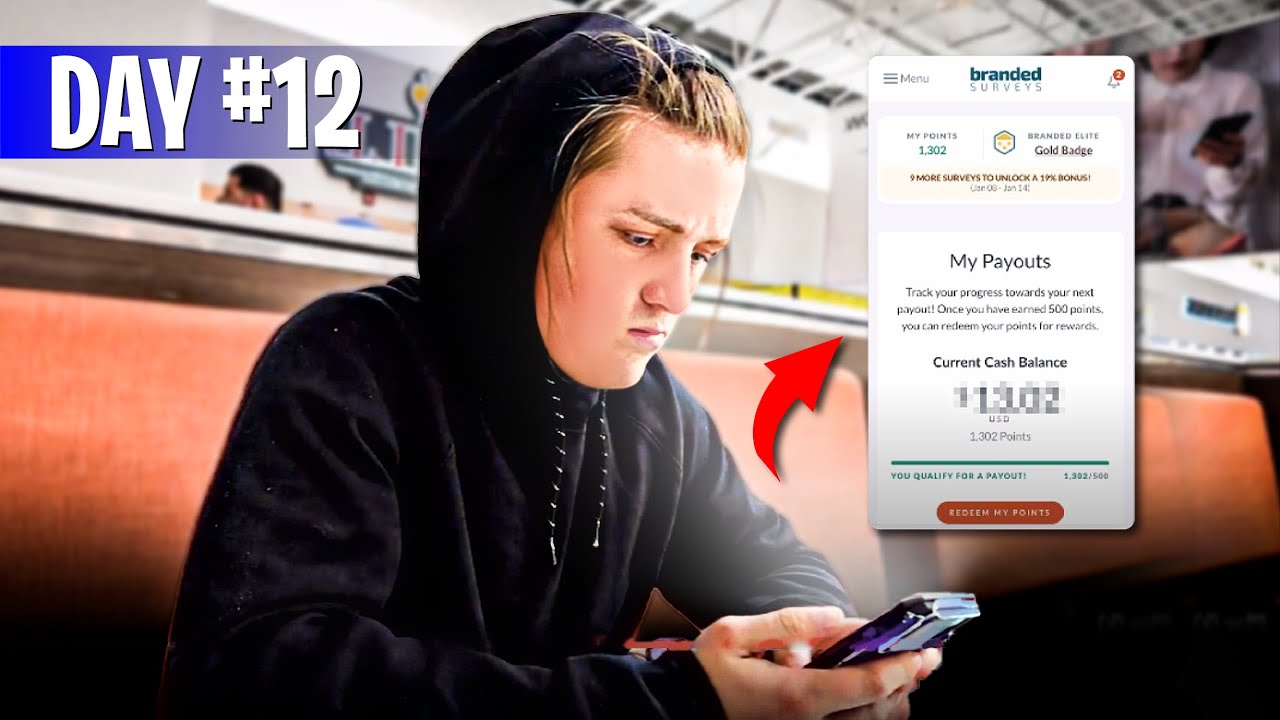 DAY #12
Menu
branded
SURVEYS
2
MY POINTS
1,302
BRANDED ELITE
Gold Badge
9 MORE SURVEYS TO UNLOCK A 19% BONUS!
(Jan 08 - Jan 14)
My Payouts
Track your progress towards your next
payout! Once you have earned 500 points,
you can redeem your points for rewards.
Current Cash Balance
USD
1,302 Points
YOU QUALIFY FOR A PAYOUT!
1,302/500
REDEEM MY POINTS